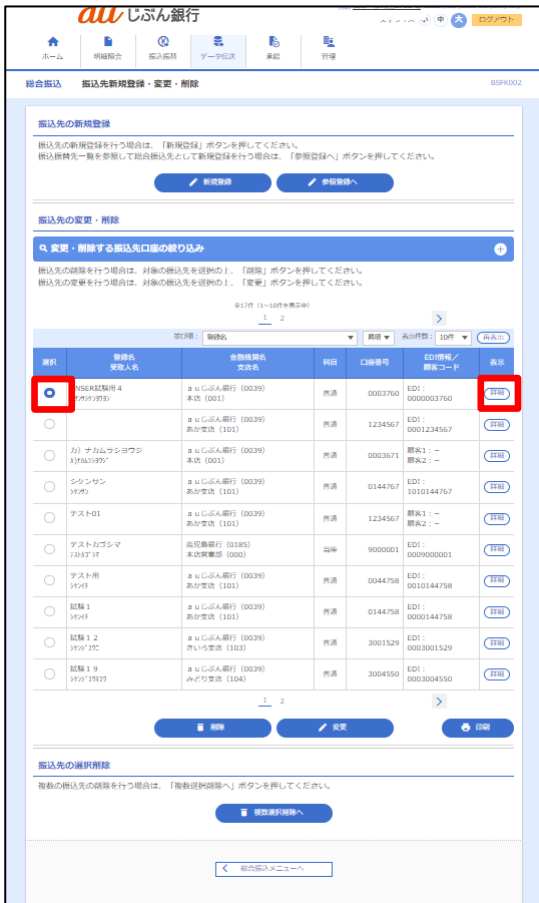 au じぶん銀行
小 中 大 ログアウト
ホーム 明細照会 振込振替 データ伝送 承認 管理
総合振込 振込先新規登録・変更・削除 BSFK002
振込先の新規登録
振込先の新規登録を行う場合は、「新規登録」ボタンを押してください。
振込振替先一覧を参照して総合振込先として新規登録を行う場合は、「参照登録へ」ボタンを押してください。
新規登録 参照登録へ
振込先の変更・削除
変更・削除する振込先口座の絞り込み
振込先の削除を行う場合は、対象の振込先を選択の上、「削除」ボタンを押してください。
振込先の変更を行う場合は、対象の振込先を選択の上、「変更」ボタンを押してください。
全17件（1～10件を表示中）
1 2
並び順： 登録名 昇順 表示件数： 10件 再表示
選択 登録名 金融機関名 科目 口座番号 EDI情報／ 表示
受取人名 支店名 顧客コード
NSER試験用４ ａｕじぶん銀行（0039） 普通 0003760 EDI： 詳細
本店（001） 0000003760
ａｕじぶん銀行（0039） 普通 1234567 EDI： 詳細
あか支店（101） 0001234567
カ）ナカムラシヨウジ ａｕじぶん銀行（0039） 普通 0003671 顧客1：－ 詳細
本店（001） 顧客2：－
シケンサン ａｕじぶん銀行（0039） 普通 0144767 EDI： 詳細
ｼｹﾝｻﾝ あか支店（101） 1010144767
テスト01 ａｕじぶん銀行（0039） 普通 1234567 顧客1：－ 詳細
あか支店（101） 顧客2：－
テストカゴシマ 鹿児島銀行（0185） 当座 9000001 EDI： 詳細
ﾃｽﾄｶｺﾞｼﾏ 本店営業部（000） 0009000001
テスト用 ａｕじぶん銀行（0039） 普通 0044758 EDI： 詳細
ｼｹﾝｲﾁ あか支店（101） 0010144758
試験１ ａｕじぶん銀行（0039） 普通 0144758 EDI： 詳細
ｼｹﾝｲﾁ あか支店（101） 0000144758
試験１２ ａｕじぶん銀行（0039） 普通 3001529 EDI： 詳細
きいろ支店（103） 0003001529
試験１９ ａｕじぶん銀行（0039） 普通 3004550 EDI： 詳細
みどり支店（104） 0003004550
1 2
削除 変更 印刷
振込先の選択削除
複数の振込先の削除を行う場合は、「複数選択削除へ」ボタンを押してください。
複数選択削除へ
総合振込メニューへ